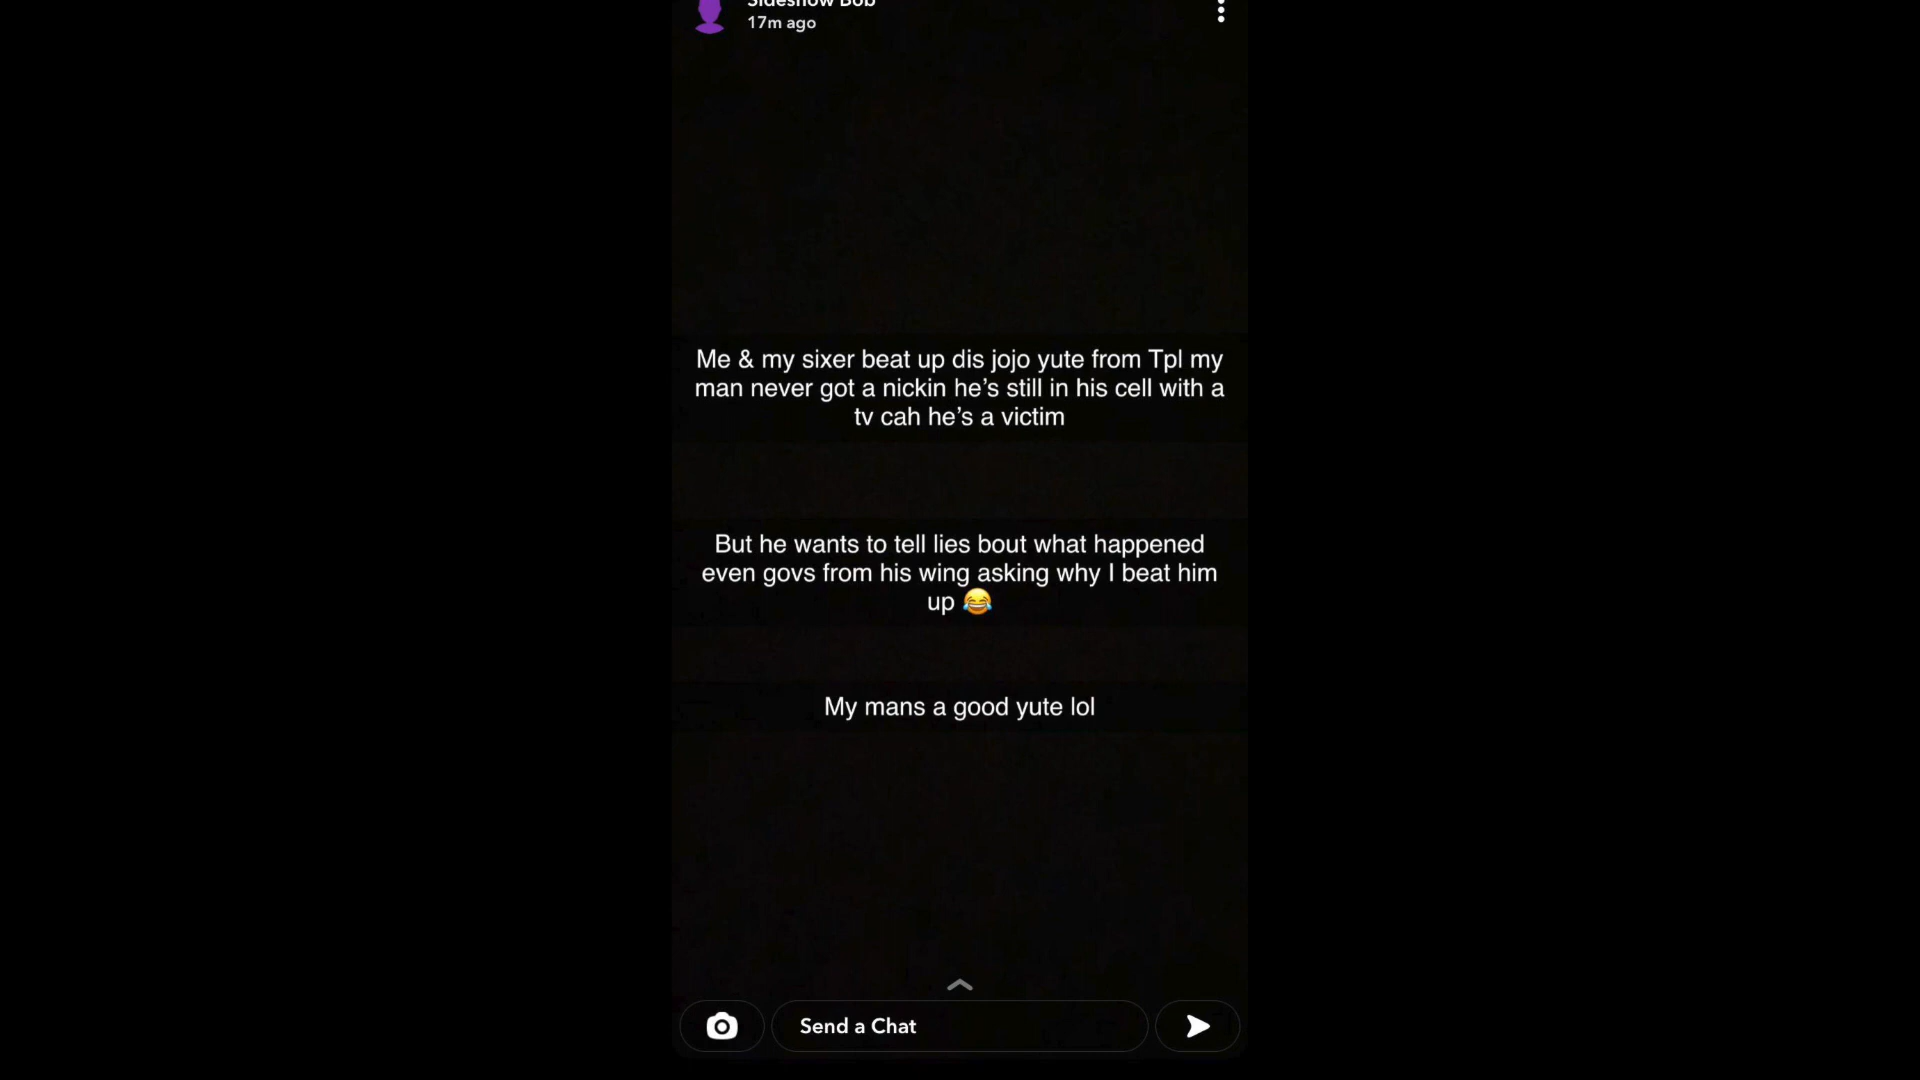 Sideshow Bob
17m ago
Me & my sixer beat up dis jojo yute from Tpl my
man never got a nickin he’s still in his cell with a
tv cah he’s a victim
But he wants to tell lies bout what happened
even govs from his wing asking why I beat him
up 😂
My mans a good yute lol
Send a Chat